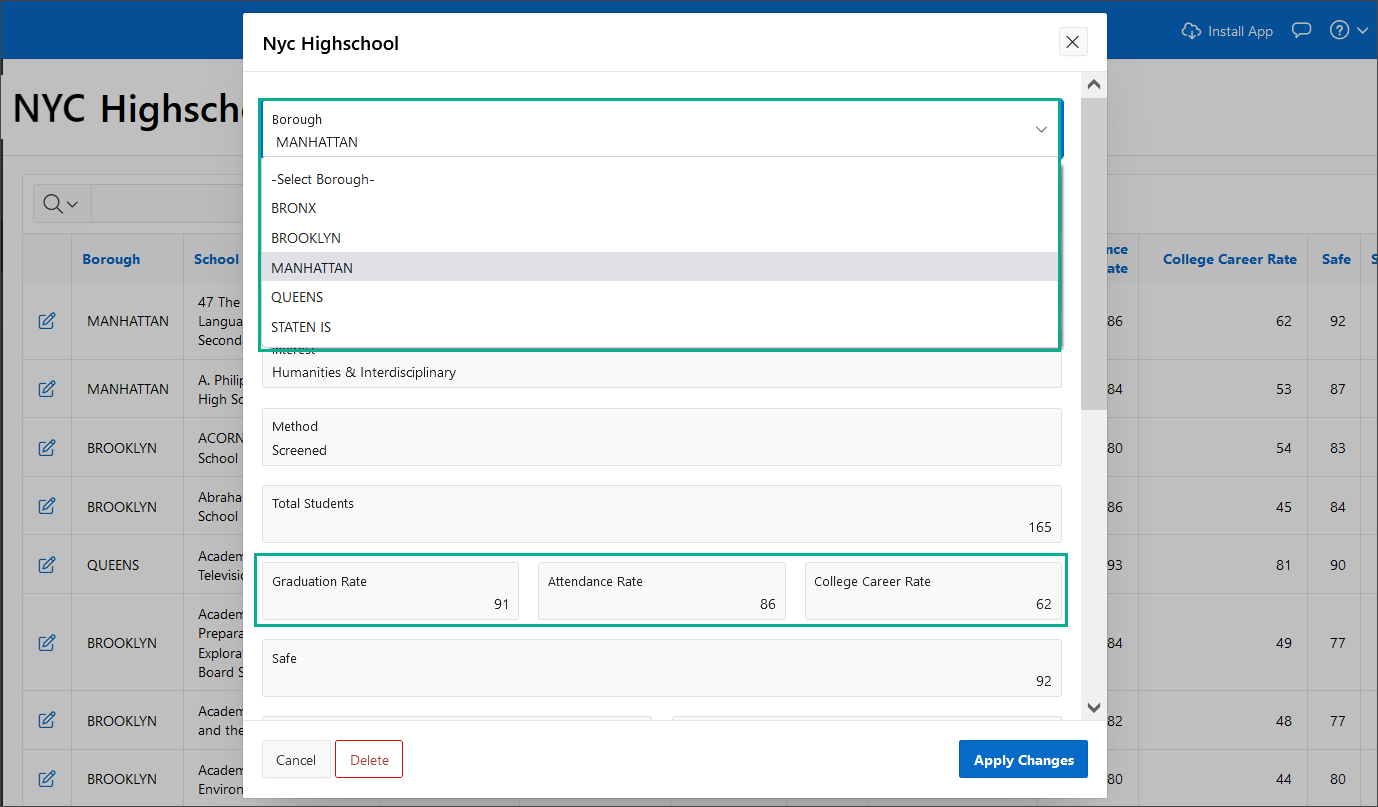 Install App
Nyc Highschool
NYC Highscho
Borough
MANHATTAN
-Select Borough-
BRONX
BROOKLYN
MANHATTAN
QUEENS
STATEN IS
Interest
Humanities & Interdisciplinary
Method
Screened
Total Students
165
Graduation Rate
91
Attendance Rate
86
College Career Rate
62
Safe
92
Cancel
Delete
Apply Changes
Borough School nce ate College Career Rate Safe S
MANHATTAN
47 The
Langua
Second
86 62 92
MANHATTAN
A. Philip
High Sc
84 53 87
BROOKLYN
ACORN
School
80 54 83
BROOKLYN
Abraha
School
86 45 84
QUEENS
Academ
Televisio
93 81 90
BROOKLYN
Academ
Prepara
Explora
Board S
84 49 77
BROOKLYN
Academ
and the
82 48 77
BROOKLYN
Academ
Environ
80 44 80